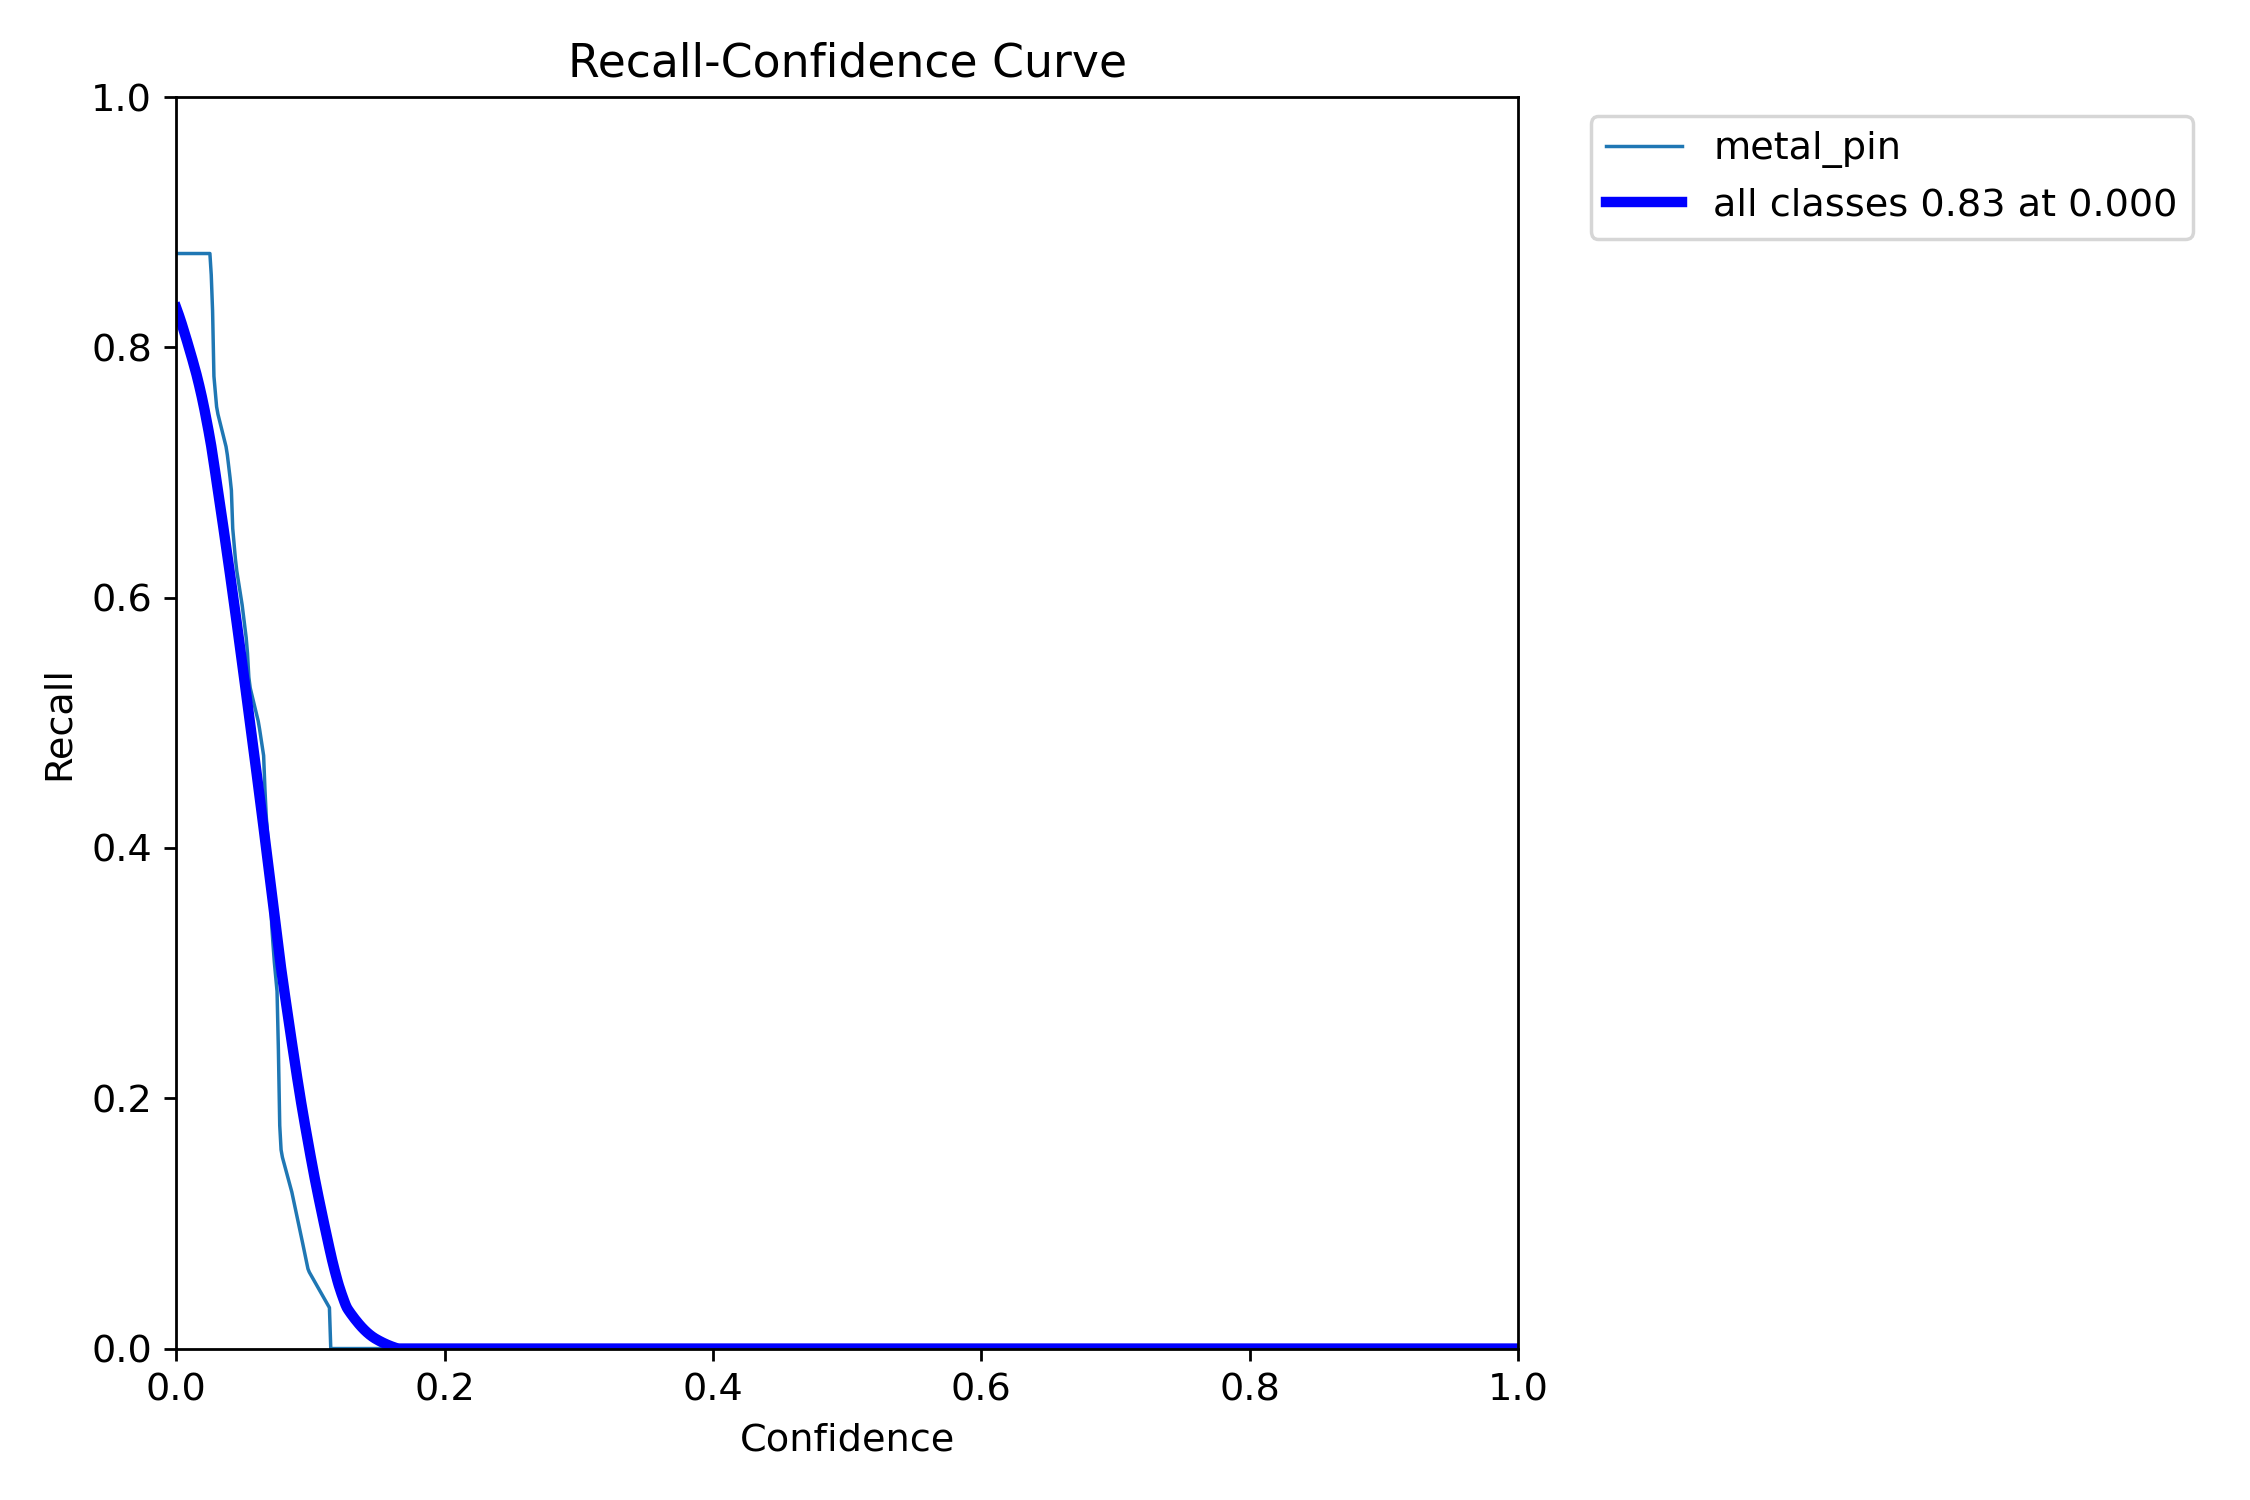 Recall-Confidence Curve
metal_pin
all classes 0.83 at 0.000
1.0
0.8
0.6
0.4
0.2
0.0
Recall
0.0 0.2 0.4 0.6 0.8 1.0
Confidence